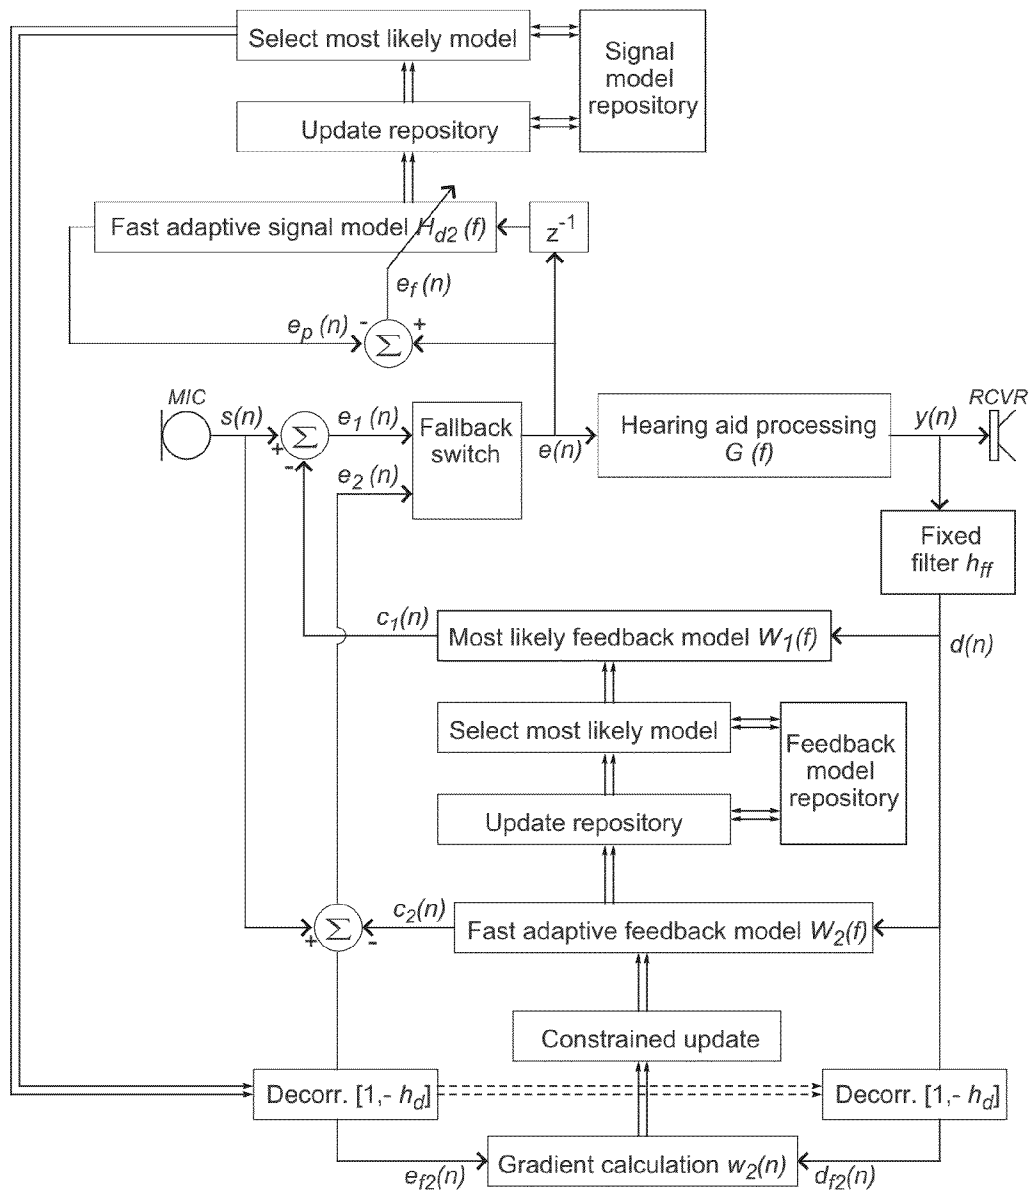 Select most likely model
Signal
model
repository
Update repository
Fast adaptive signal model H_d2 (f)
z^-1
e_f (n)
e_p (n)
-
+
Σ
MIC
s(n)
+
-
Σ
e_1 (n)
e_2 (n)
Fallback
switch
e(n)
Hearing aid processing
G (f)
y(n)
RCVR
Fixed
filter h_ff
c_1(n)
Most likely feedback model W_1(f)
d(n)
Select most likely model
Feedback
model
repository
Update repository
c_2(n)
+
-
Σ
Fast adaptive feedback model W_2(f)
Constrained update
Decorr. [1,- h_d]
Decorr. [1,- h_d]
e_f2(n)
Gradient calculation w_2(n)
d_f2(n)